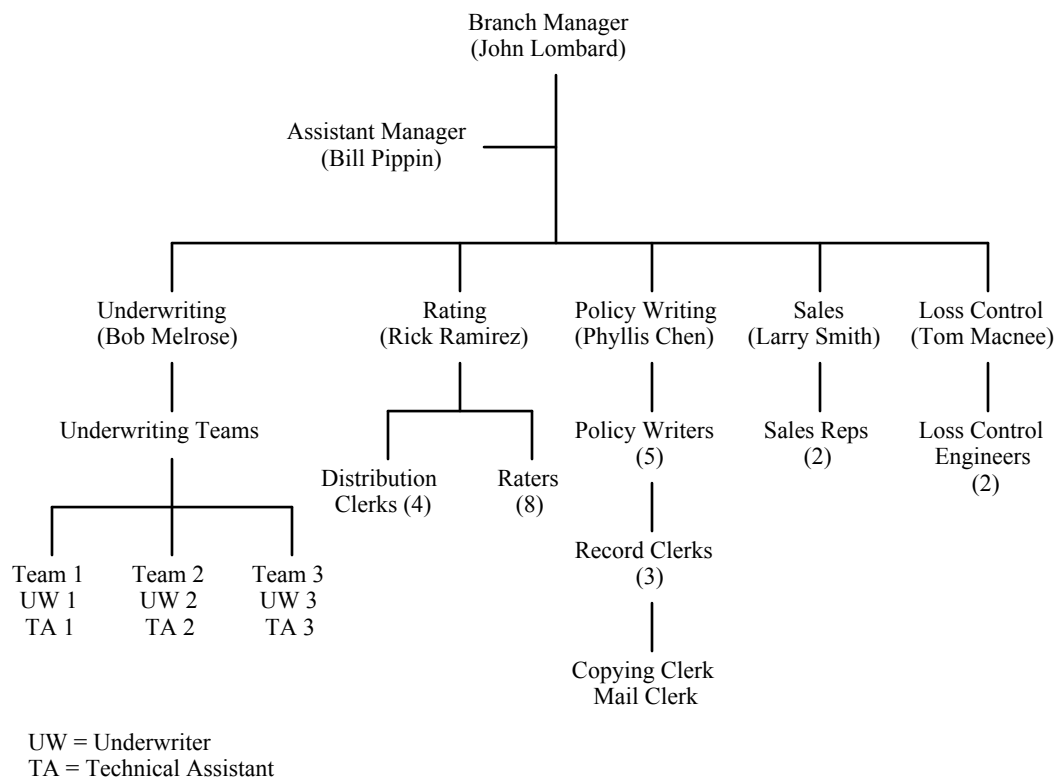 Branch Manager
(John Lombard)
Assistant Manager
(Bill Pippin)
Underwriting
(Bob Melrose)
Rating
(Rick Ramirez)
Policy Writing
(Phyllis Chen)
Sales
(Larry Smith)
Loss Control
(Tom Macnee)
Underwriting Teams
Distribution
Clerks (4)
Raters
(8)
Policy Writers
(5)
Sales Reps
(2)
Loss Control
Engineers
(2)
Record Clerks
(3)
Team 1
UW 1
TA 1
Team 2
UW 2
TA 2
Team 3
UW 3
TA 3
Copying Clerk
Mail Clerk
UW = Underwriter
TA = Technical Assistant